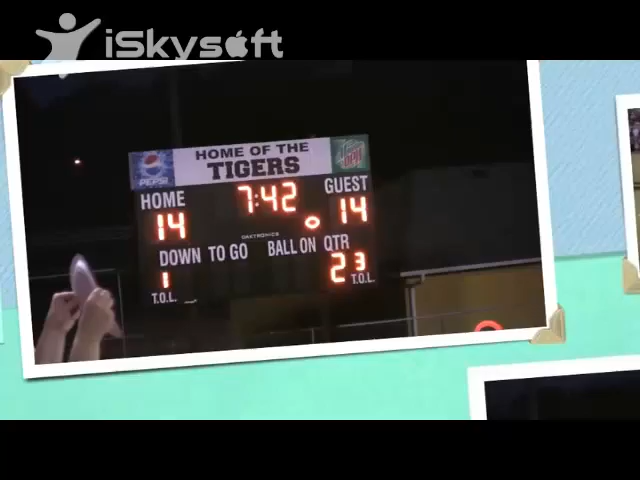 iSkysoft
HOME OF THE
TIGERS
PEPSI
HOME 7:42 GUEST
14 14
DAKTRONICS
DOWN TO GO BALL ON QTR
1 2 3
T.O.L. T.O.L.